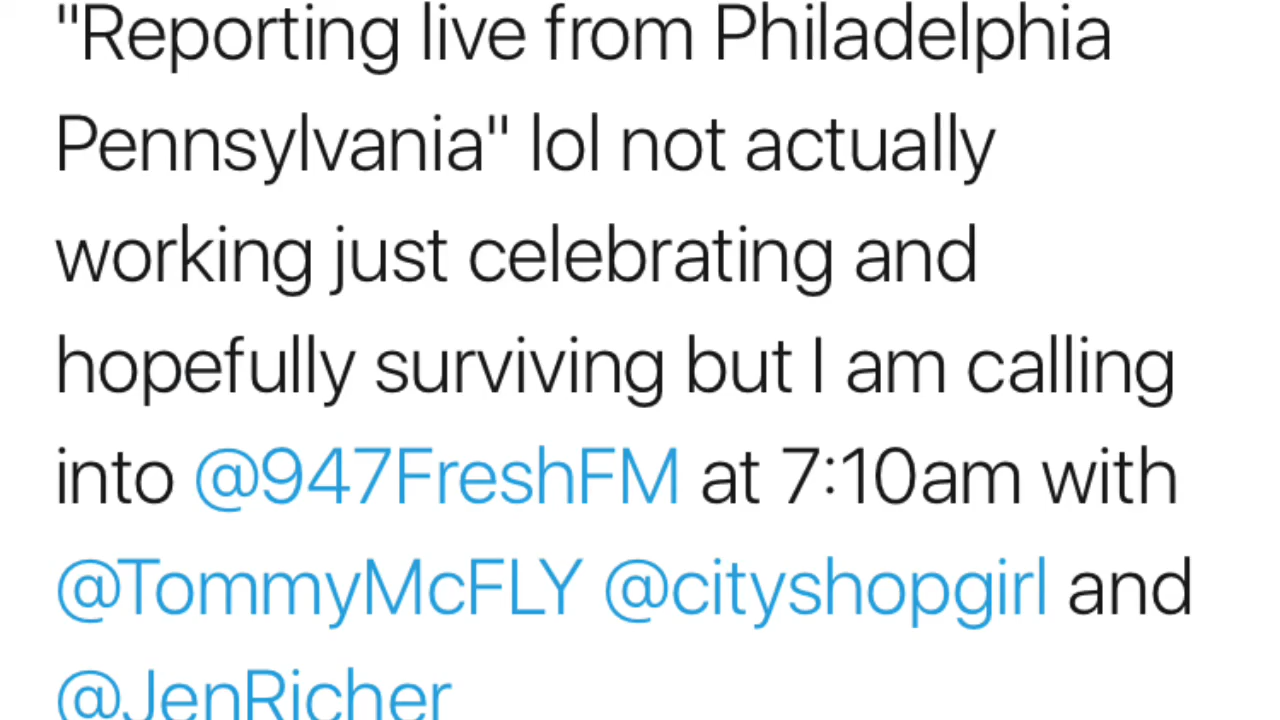 "Reporting live from Philadelphia
Pennsylvania" lol not actually
working just celebrating and
hopefully surviving but I am calling
into @947FreshFM at 7:10am with
@TommyMcFLY @cityshopgirl and
@JenRicher